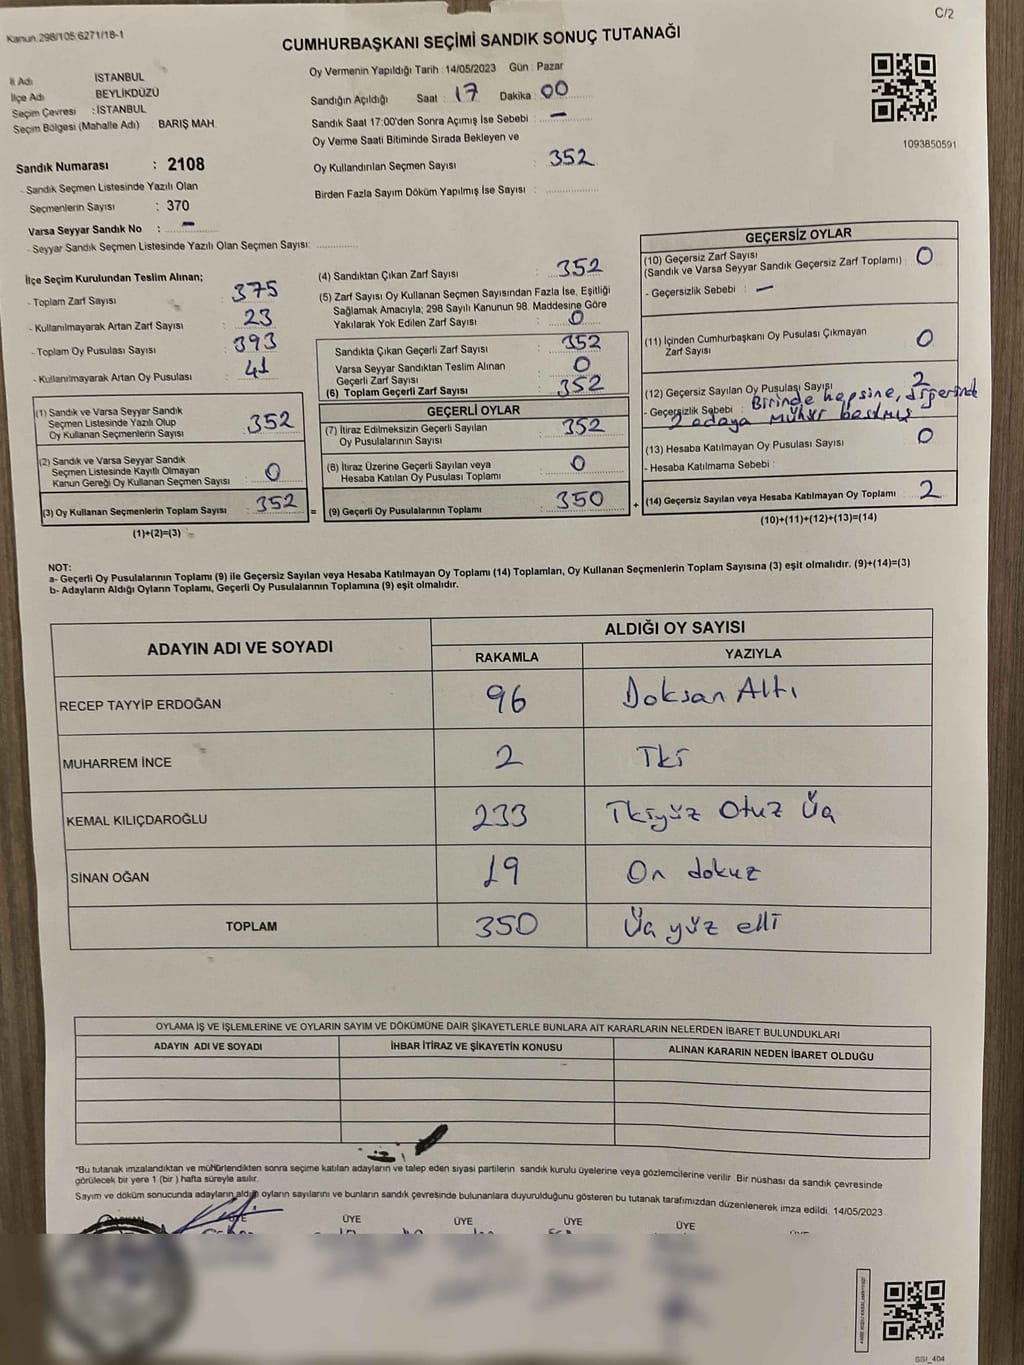 C/2
Kanun 298/105 6271/18-1
CUMHURBAŞKANI SEÇİMİ SANDIK SONUÇ TUTANAĞI
İl Adı İSTANBUL
İlçe Adı BEYLİKDÜZÜ
Seçim Çevresi : İSTANBUL
Seçim Bölgesi (Mahalle Adı) BARIŞ MAH.
Sandık Numarası : 2108
- Sandık Seçmen Listesinde Yazılı Olan
Seçmenlerin Sayısı : 370
Varsa Seyyar Sandık No : -
- Seyyar Sandık Seçmen Listesinde Yazılı Olan Seçmen Sayısı:
Oy Vermenin Yapıldığı Tarih : 14/05/2023 Gün : Pazar
Sandığın Açıldığı Saat : 17 Dakika : 00
Sandık Saat 17:00'den Sonra Açımış İse Sebebi : -
Oy Verme Saati Bitiminde Sırada Bekleyen ve
Oy Kullandırılan Seçmen Sayısı : 352
Birden Fazla Sayım Döküm Yapılmış İse Sayısı :
1093850591
İlçe Seçim Kurulundan Teslim Alınan;
- Toplam Zarf Sayısı : 375
- Kullanılmayarak Artan Zarf Sayısı : 23
- Toplam Oy Pusulası Sayısı : 393
- Kullanılmayarak Artan Oy Pusulası : 41
(1) Sandık ve Varsa Seyyar Sandık
Seçmen Listesinde Yazılı Olup
Oy Kullanan Seçmenlerin Sayısı : 352
(2) Sandık ve Varsa Seyyar Sandık
Seçmen Listesinde Kayıtlı Olmayan
Kanun Gereği Oy Kullanan Seçmen Sayısı : 0
(3) Oy Kullanan Seçmenlerin Toplam Sayısı : 352
(1)+(2)=(3)
=
(4) Sandıktan Çıkan Zarf Sayısı : 352
(5) Zarf Sayısı Oy Kullanan Seçmen Sayısından Fazla İse, Eşitliği
Sağlamak Amacıyla; 298 Sayılı Kanunun 98. Maddesine Göre
Yakılarak Yok Edilen Zarf Sayısı : 0
Sandıkta Çıkan Geçerli Zarf Sayısı : 352
Varsa Seyyar Sandıktan Teslim Alınan
Geçerli Zarf Sayısı : 0
(6) Toplam Geçerli Zarf Sayısı : 352
GEÇERLİ OYLAR
(7) İtiraz Edilmeksizin Geçerli Sayılan
Oy Pusulalarının Sayısı : 352
(8) İtiraz Üzerine Geçerli Sayılan veya
Hesaba Katılan Oy Pusulası Toplamı : 0
(9) Geçerli Oy Pusulalarının Toplamı : 350
+
GEÇERSİZ OYLAR
(10) Geçersiz Zarf Sayısı
(Sandık ve Varsa Seyyar Sandık Geçersiz Zarf Toplamı) : 0
- Geçersizlik Sebebi : -
(11) İçinden Cumhurbaşkanı Oy Pusulası Çıkmayan
Zarf Sayısı : 0
(12) Geçersiz Sayılan Oy Pusulası Sayısı : 2
- Geçersizlik Sebebi : Birinde hepsine, diğerinde
2 adaya mühür basılmış
(13) Hesaba Katılmayan Oy Pusulası Sayısı : 0
- Hesaba Katılmama Sebebi :
(14) Geçersiz Sayılan veya Hesaba Katılmayan Oy Toplamı : 2
(10)+(11)+(12)+(13)=(14)
NOT:
a- Geçerli Oy Pusulalarının Toplamı (9) ile Geçersiz Sayılan veya Hesaba Katılmayan Oy Toplamı (14) Toplamları, Oy Kullanan Seçmenlerin Toplam Sayısına (3) eşit olmalıdır. (9)+(14)=(3)
b- Adayların Aldığı Oyların Toplamı, Geçerli Oy Pusulalarının Toplamına (9) eşit olmalıdır.
ADAYIN ADI VE SOYADI ALDIĞI OY SAYISI
RAKAMLA YAZIYLA
RECEP TAYYİP ERDOĞAN 96 Doksan Altı
MUHARREM İNCE 2 İki
KEMAL KILIÇDAROĞLU 233 İkiyüz Otuz Üç
SİNAN OĞAN 19 On dokuz
TOPLAM 350 Üç yüz elli
OYLAMA İŞ VE İŞLEMLERİNE VE OYLARIN SAYIM VE DÖKÜMÜNE DAİR ŞİKAYETLERLE BUNLARA AİT KARARLARIN NELERDEN İBARET BULUNDUKLARI
ADAYIN ADI VE SOYADI İHBAR İTİRAZ VE ŞİKAYETİN KONUSU ALINAN KARARIN NEDEN İBARET OLDUĞU
*Bu tutanak imzalandıktan ve mühürlendikten sonra seçime katılan adayların ve talep eden siyasi partilerin sandık kurulu üyelerine veya gözlemcilerine verilir. Bir nüshası da sandık çevresinde
görülecek bir yere 1 (bir) hafta süreyle asılır.
Sayım ve döküm sonucunda adayların aldığı oyların sayılarını ve bunların sandık çevresinde bulunanlara duyurulduğunu gösteren bu tutanak tarafımızdan düzenlenerek imza edildi. 14/05/2023
BAŞKAN ÜYE ÜYE ÜYE ÜYE ÜYE
SSI_404